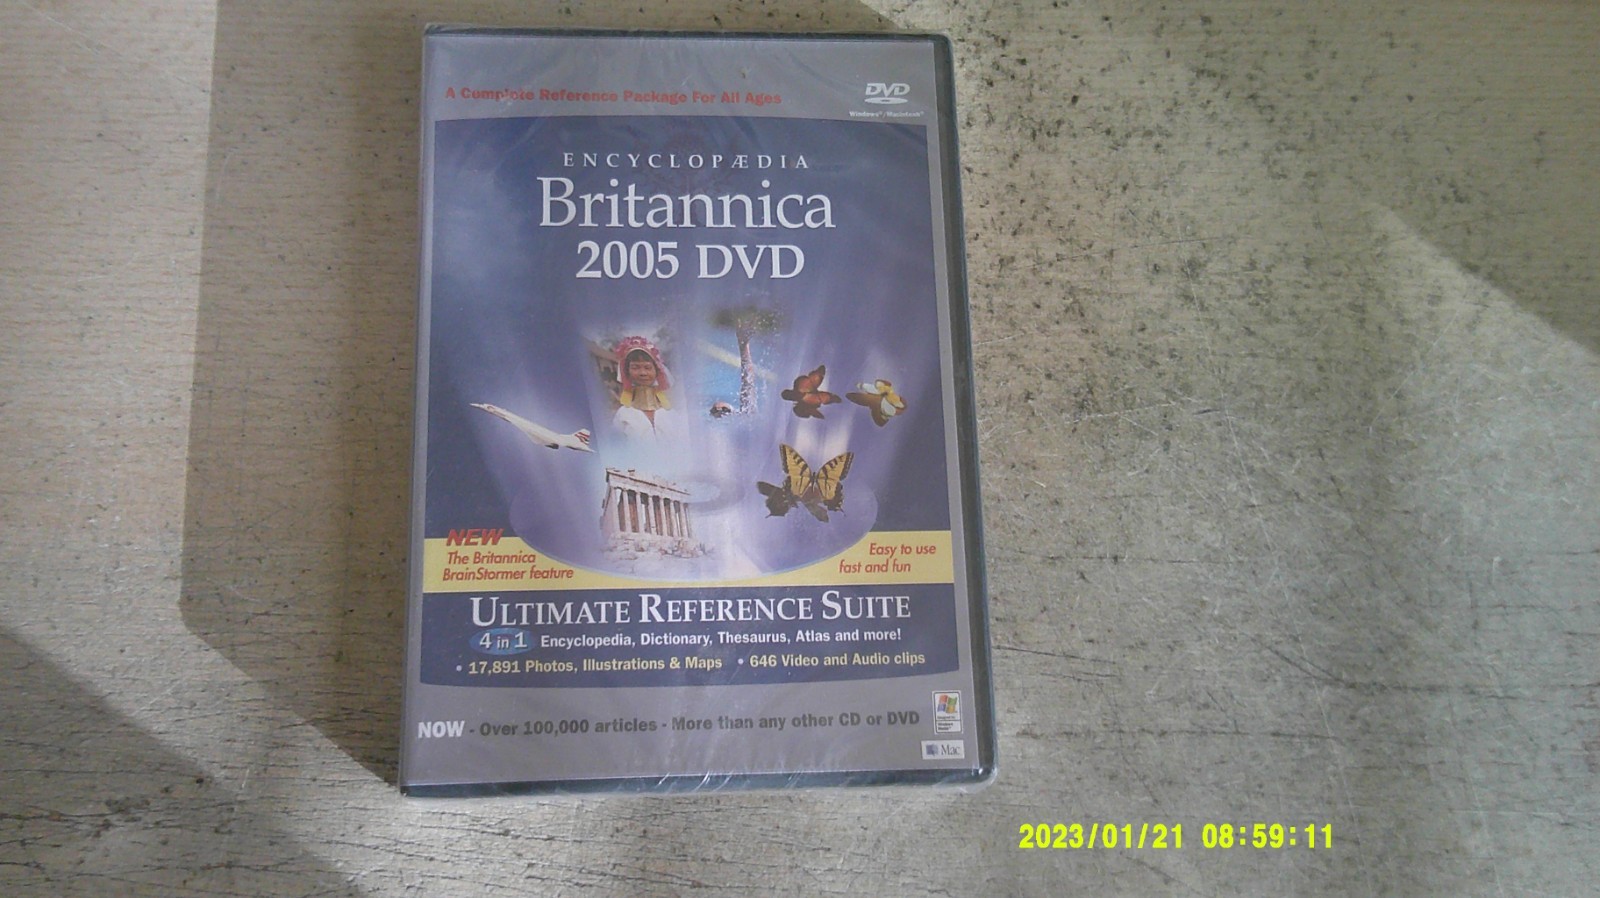 A Complete Reference Package For All Ages
DVD
Windows®/Macintosh®
ENCYCLOPÆDIA
Britannica
2005 DVD
NEW
The Britannica
BrainStormer feature
Easy to use
fast and fun
ULTIMATE REFERENCE SUITE
4 in 1 Encyclopedia, Dictionary, Thesaurus, Atlas and more!
• 17,891 Photos, Illustrations & Maps • 646 Video and Audio clips
NOW - Over 100,000 articles - More than any other CD or DVD
Mac
2023/01/21 08:59:11